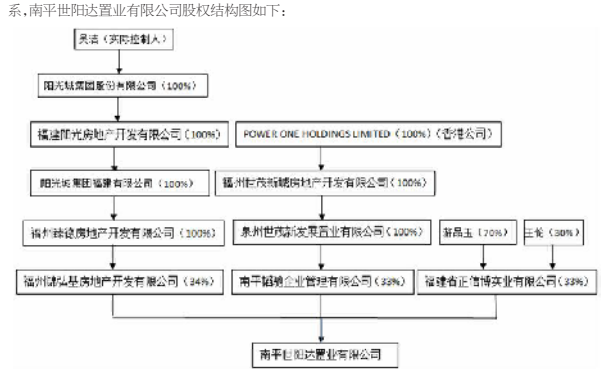 系,南平世阳达置业有限公司股权结构图如下：
吴洁（实际控制人）
阳光城集团股份有限公司（100%）
福建阳光房地产开发有限公司（100%）
POWER ONE HOLDINGS LIMITED（100%）（香港公司）
阳光城集团福建有限公司（100%）
福州世茂新城房地产开发有限公司（100%）
福州臻德房地产开发有限公司（100%）
泉州世茂新发展置业有限公司（100%）
昌玉（70%）
王伦（30%）
福州 弘基房地产开发有限公司（34%）
南平 企业管理有限公司（33%）
福建省正信博实业有限公司（33%）
南平世阳达置业有限公司